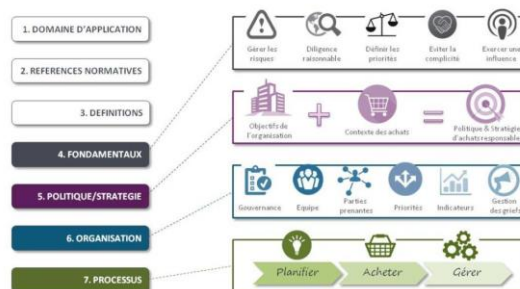 1. DOMAINE D'APPLICATION
2. REFERENCES NORMATIVES
3. DEFINITIONS
4. FONDAMENTAUX
5. POLITIQUE/STRATEGIE
6. ORGANISATION
7. PROCESSUS
Gérer les
risques
Diligence
raisonnable
Définir les
priorités
Eviter la
complicité
Exercer une
influence
Objectifs de
l'organisation
Contexte des achats
Politique & Stratégie
d'achats responsable
Gouvernance
Equipe
Parties
prenantes
Priorités
Indicateurs
Gestion
des griefs
Planifier
Acheter
Gérer